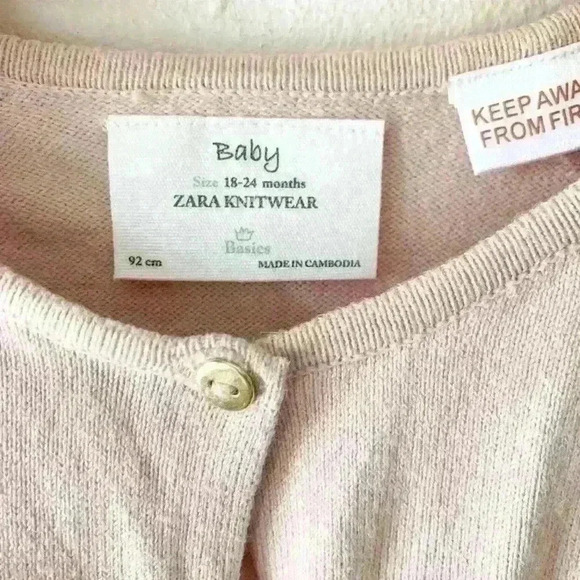 Baby
Size 18-24 months
ZARA KNITWEAR
Basics
92 cm MADE IN CAMBODIA
KEEP AWA
FROM FIR